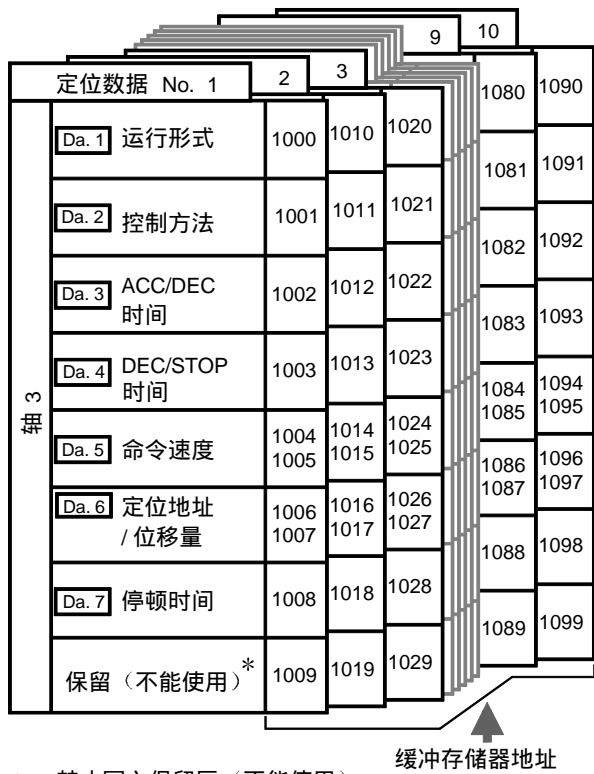 定位数据 No. 1 2 3 9 10
轴 3
Da. 1 运行形式 1000 1010 1020 1080 1090
Da. 2 控制方法 1001 1011 1021 1081 1091
Da. 3 ACC/DEC 时间 1002 1012 1022 1082 1092
Da. 4 DEC/STOP 时间 1003 1013 1023 1083 1093
Da. 5 命令速度 1004 1005 1014 1015 1024 1025 1084 1085 1094 1095
Da. 6 定位地址 / 位移量 1006 1007 1016 1017 1026 1027 1086 1087 1096 1097
Da. 7 停顿时间 1008 1018 1028 1088 1098
保留（不能使用）* 1009 1019 1029 1089 1099
缓冲存储器地址